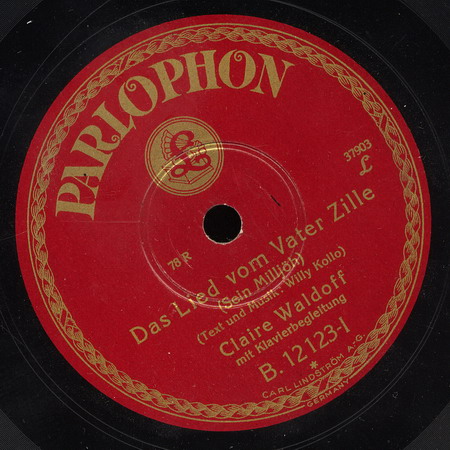 PARLOPHON
£
37903
L
78 R
Das Lied vom Vater Zille
(Sein Milljöh)
(Text und Musik: Willy Kollo)
Claire Waldoff
mit Klavierbegleitung
B. 12123-I
*
CARL LINDSTRÖM A.-G.
GERMANY